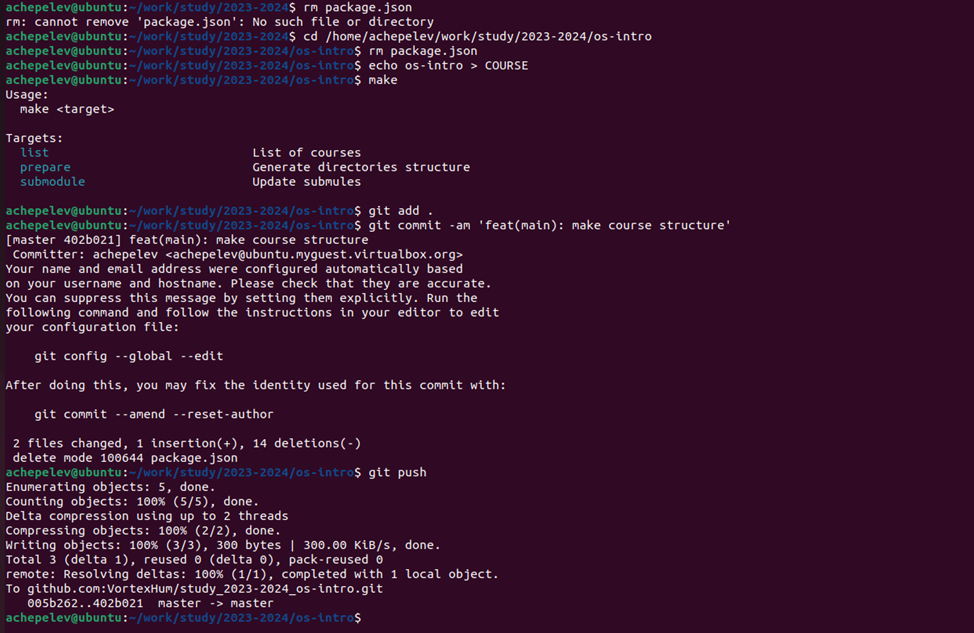 achepelev@ubuntu:~/work/study/2023-2024$ rm package.json
rm: cannot remove 'package.json': No such file or directory
achepelev@ubuntu:~/work/study/2023-2024$ cd /home/achepelev/work/study/2023-2024/os-intro
achepelev@ubuntu:~/work/study/2023-2024/os-intro$ rm package.json
achepelev@ubuntu:~/work/study/2023-2024/os-intro$ echo os-intro > COURSE
achepelev@ubuntu:~/work/study/2023-2024/os-intro$ make
Usage:
  make <target>

Targets:
  list                            List of courses
  prepare                         Generate directories structure
  submodule                       Update submules

achepelev@ubuntu:~/work/study/2023-2024/os-intro$ git add .
achepelev@ubuntu:~/work/study/2023-2024/os-intro$ git commit -am 'feat(main): make course structure'
[master 402b021] feat(main): make course structure
 Committer: achepelev <achepelev@ubuntu.myguest.virtualbox.org>
Your name and email address were configured automatically based
on your username and hostname. Please check that they are accurate.
You can suppress this message by setting them explicitly. Run the
following command and follow the instructions in your editor to edit
your configuration file:

    git config --global --edit

After doing this, you may fix the identity used for this commit with:

    git commit --amend --reset-author

 2 files changed, 1 insertion(+), 14 deletions(-)
 delete mode 100644 package.json
achepelev@ubuntu:~/work/study/2023-2024/os-intro$ git push
Enumerating objects: 5, done.
Counting objects: 100% (5/5), done.
Delta compression using up to 2 threads
Compressing objects: 100% (2/2), done.
Writing objects: 100% (3/3), 300 bytes | 300.00 KiB/s, done.
Total 3 (delta 1), reused 0 (delta 0), pack-reused 0
remote: Resolving deltas: 100% (1/1), completed with 1 local object.
To github.com:VortexHum/study_2023-2024_os-intro.git
   005b262..402b021  master -> master
achepelev@ubuntu:~/work/study/2023-2024/os-intro$